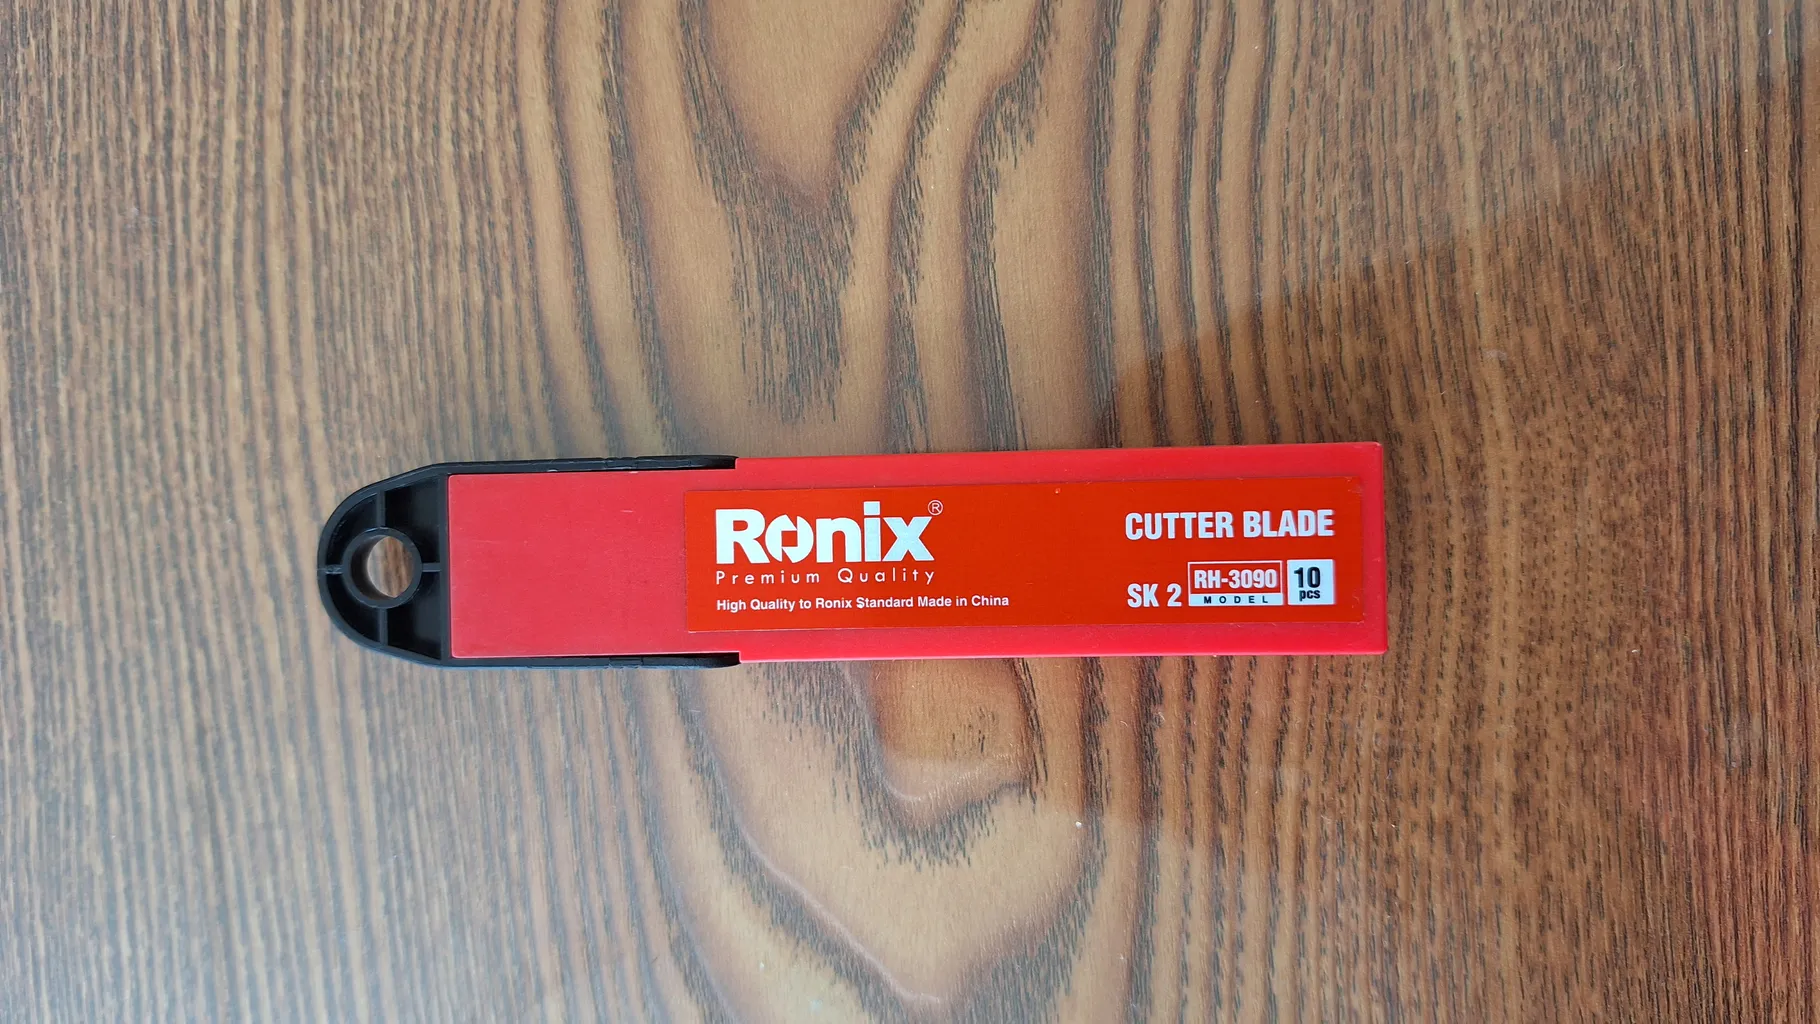 Ronix®
Premium Quality
High Quality to Ronix Standard Made in China
CUTTER BLADE
SK 2 RH-3090 MODEL 10 pcs